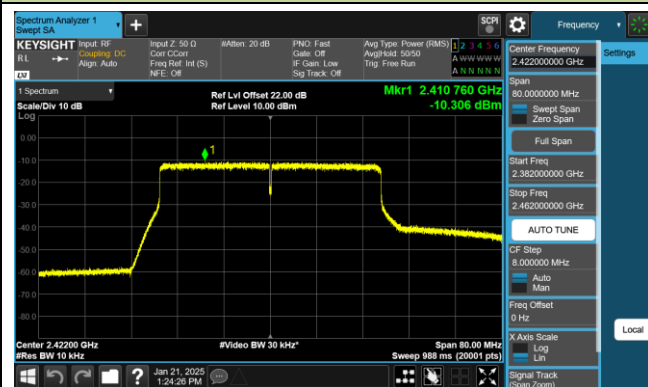 Spectrum Analyzer 1
Swept SA
+
SCPI
Frequency
KEYSIGHT
RL
LXI
Input: RF
Coupling: DC
Align: Auto
Input Z: 50 Ω
Corr CCorr
Freq Ref: Int (S)
NFE: Off
#Atten: 20 dB
PNO: Fast
Gate: Off
IF Gain: Low
Sig Track: Off
Avg Type: Power (RMS)
Avg|Hold: 50/50
Trig: Free Run
1 2 3 4 5 6
A W W W W W
A N N N N N
1 Spectrum
Scale/Div 10 dB
Log
Ref Lvl Offset 22.00 dB
Ref Level 10.00 dBm
Mkr1 2.410 760 GHz
-10.306 dBm
1
0.00
-10.0
-20.0
-30.0
-40.0
-50.0
-60.0
-70.0
-80.0
Center 2.42200 GHz
#Res BW 10 kHz
#Video BW 30 kHz*
Span 80.00 MHz
Sweep 988 ms (20001 pts)
Jan 21, 2025
1:24:26 PM
Center Frequency
2.422000000 GHz
Span
80.0000000 MHz
Swept Span
Zero Span
Full Span
Start Freq
2.382000000 GHz
Stop Freq
2.462000000 GHz
AUTO TUNE
CF Step
8.000000 MHz
Auto
Man
Freq Offset
0 Hz
X Axis Scale
Log
Lin
Signal Track
(Span Zoom)
Settings
Local